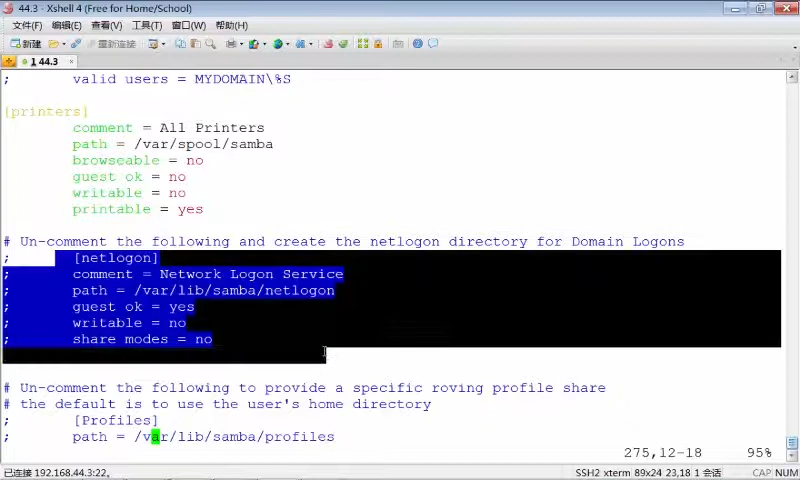 44.3 - Xshell 4 (Free for Home/School)
文件(F) 编辑(E) 查看(V) 工具(T) 窗口(W) 帮助(H)
新建 重新连接
1 44.3
;       valid users = MYDOMAIN\%S
[printers]
        comment = All Printers
        path = /var/spool/samba
        browseable = no
        guest ok = no
        writable = no
        printable = yes
# Un-comment the following and create the netlogon directory for Domain Logons
;       [netlogon]
;       comment = Network Logon Service
;       path = /var/lib/samba/netlogon
;       guest ok = yes
;       writable = no
;       share modes = no
# Un-comment the following to provide a specific roving profile share
# the default is to use the user's home directory
;       [Profiles]
;       path = /var/lib/samba/profiles
275,12-18 95%
已连接 192.168.44.3:22。 SSH2 xterm 89x24 23,18 1 会话 CAP NUM